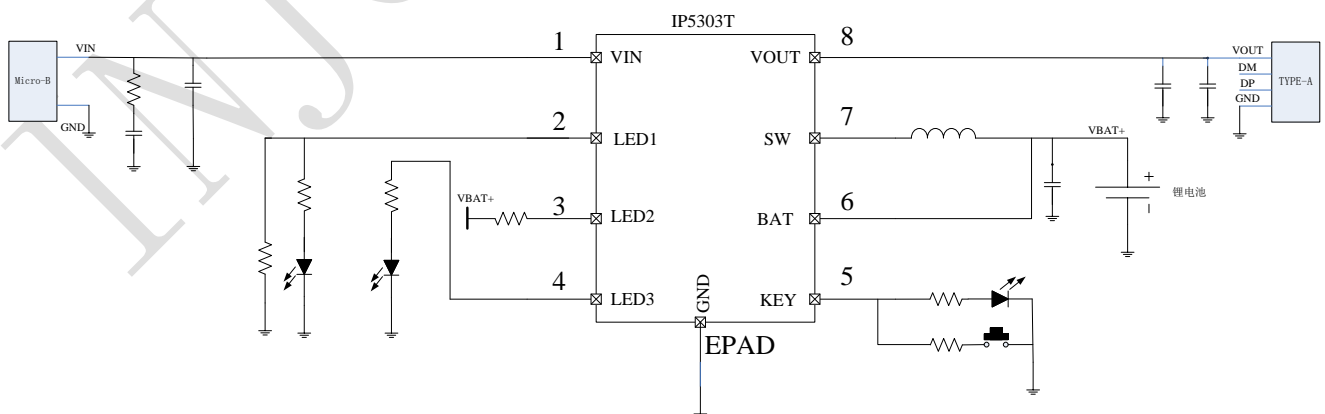 IP5303T
1
8
VIN
VIN
VOUT
VOUT
Micro-B
DM
DP
TYPE-A
GND
GND
2
7
LED1
SW
VBAT+
VBAT+
3
6
+
锂电池
-
LED2
BAT
4
5
LED3
GND
KEY
EPAD
INJO